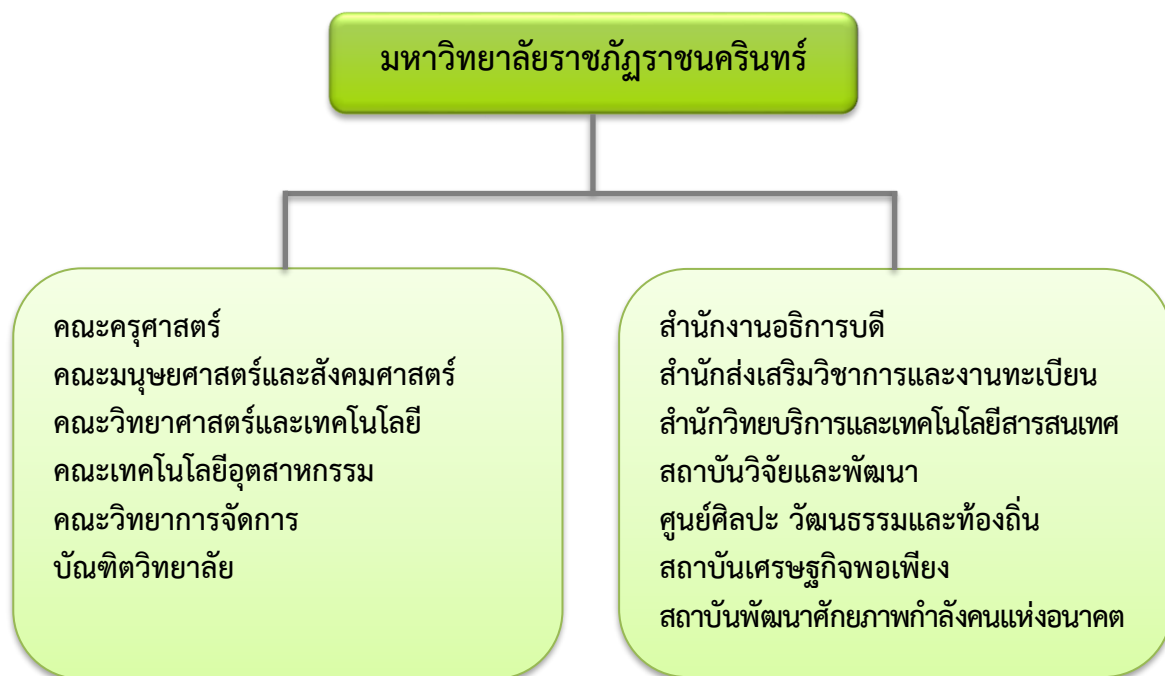 มหาวิทยาลัยราชภัฏราชนครินทร์
คณะครุศาสตร์
คณะมนุษยศาสตร์และสังคมศาสตร์
คณะวิทยาศาสตร์และเทคโนโลยี
คณะเทคโนโลยีอุตสาหกรรม
คณะวิทยาการจัดการ
บัณฑิตวิทยาลัย
สำนักงานอธิการบดี
สำนักส่งเสริมวิชาการและงานทะเบียน
สำนักวิทยบริการและเทคโนโลยีสารสนเทศ
สถาบันวิจัยและพัฒนา
ศูนย์ศิลปะ วัฒนธรรมและท้องถิ่น
สถาบันเศรษฐกิจพอเพียง
สถาบันพัฒนาศักยภาพกำลังคนแห่งอนาคต